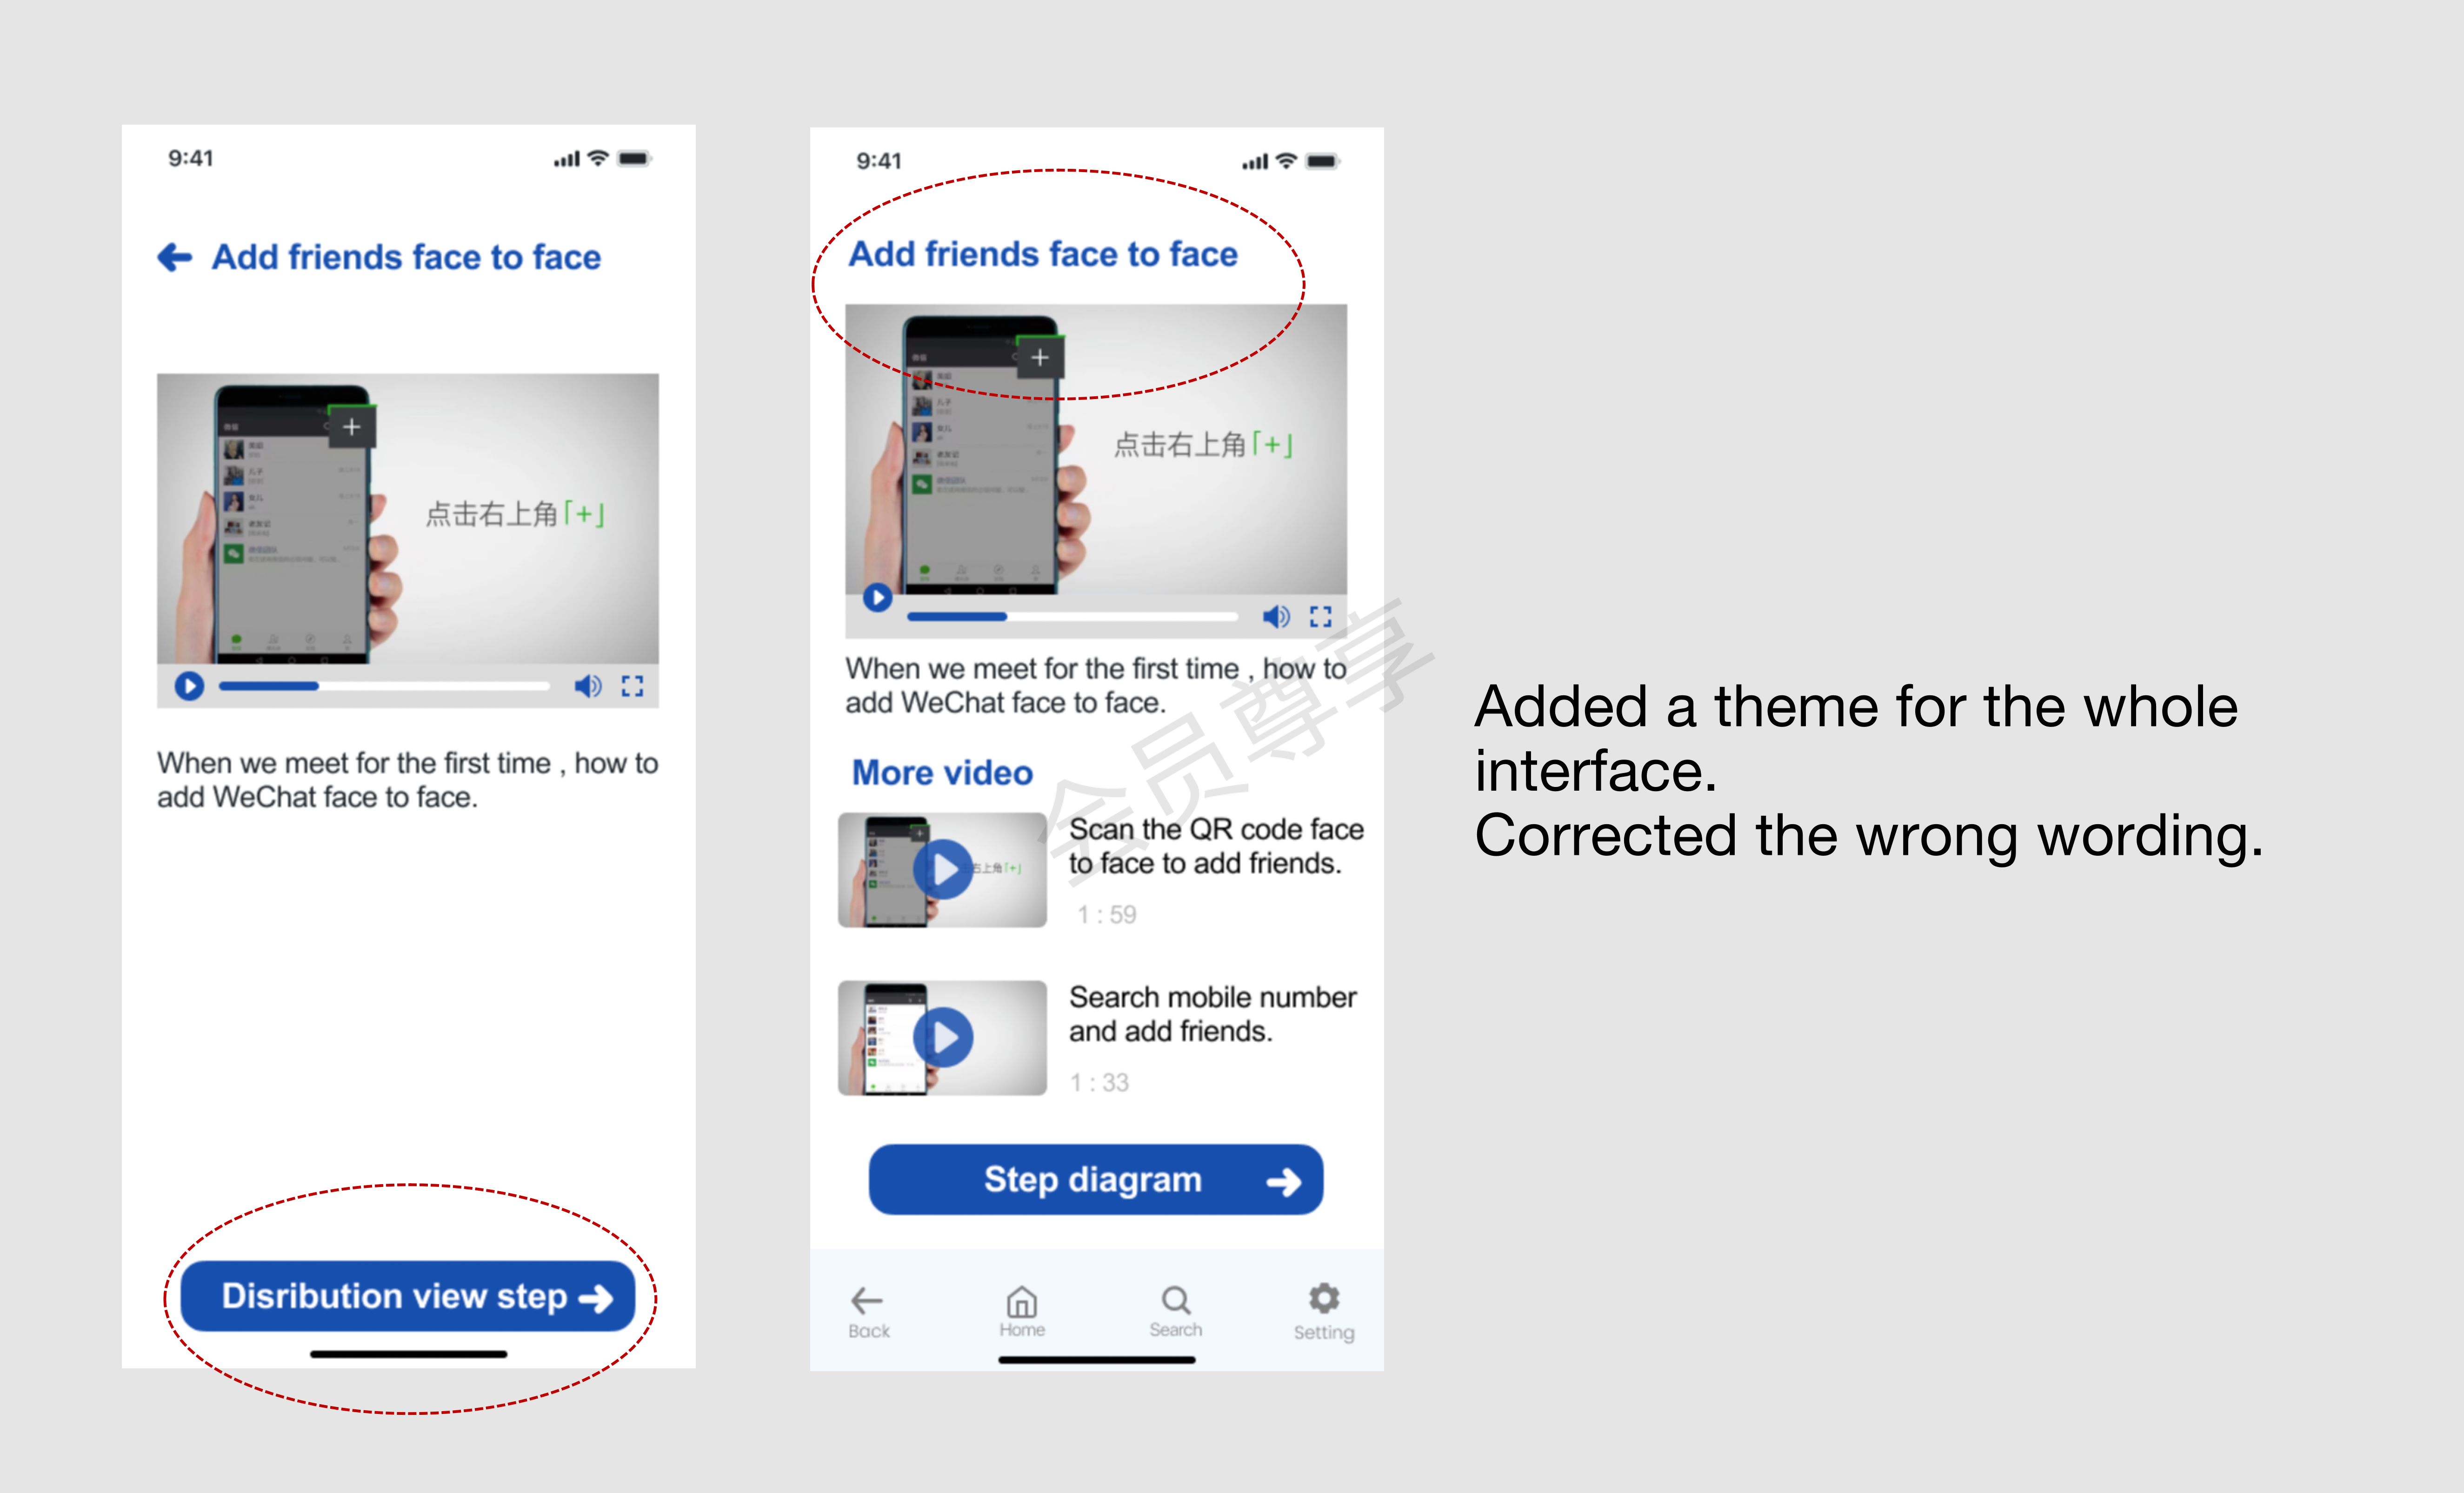 9:41
Add friends face to face
点击右上角「+」
When we meet for the first time , how to
add WeChat face to face.
Disribution view step
9:41
Add friends face to face
点击右上角「+」
When we meet for the first time , how to
add WeChat face to face.
More video
右上角「+」
Scan the QR code face
to face to add friends.
1 : 59
Search mobile number
and add friends.
1 : 33
Step diagram
Back
Home
Search
Setting
会员尊享
Added a theme for the whole
interface.
Corrected the wrong wording.